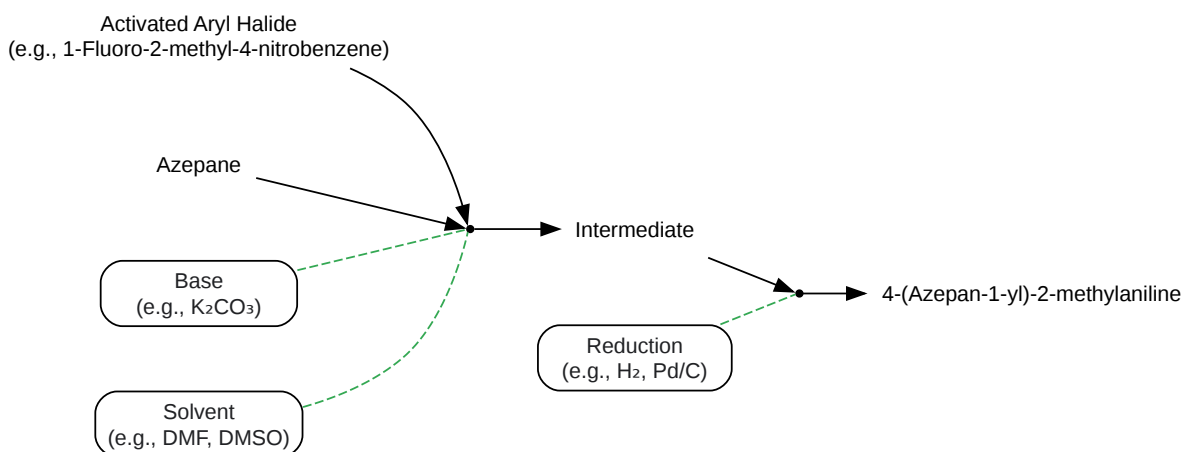 Activated Aryl Halide
(e.g., 1-Fluoro-2-methyl-4-nitrobenzene)
Azepane
Intermediate
Base
(e.g., K₂CO₃)
4-(Azepan-1-yl)-2-methylaniline
Reduction
(e.g., H₂, Pd/C)
Solvent
(e.g., DMF, DMSO)